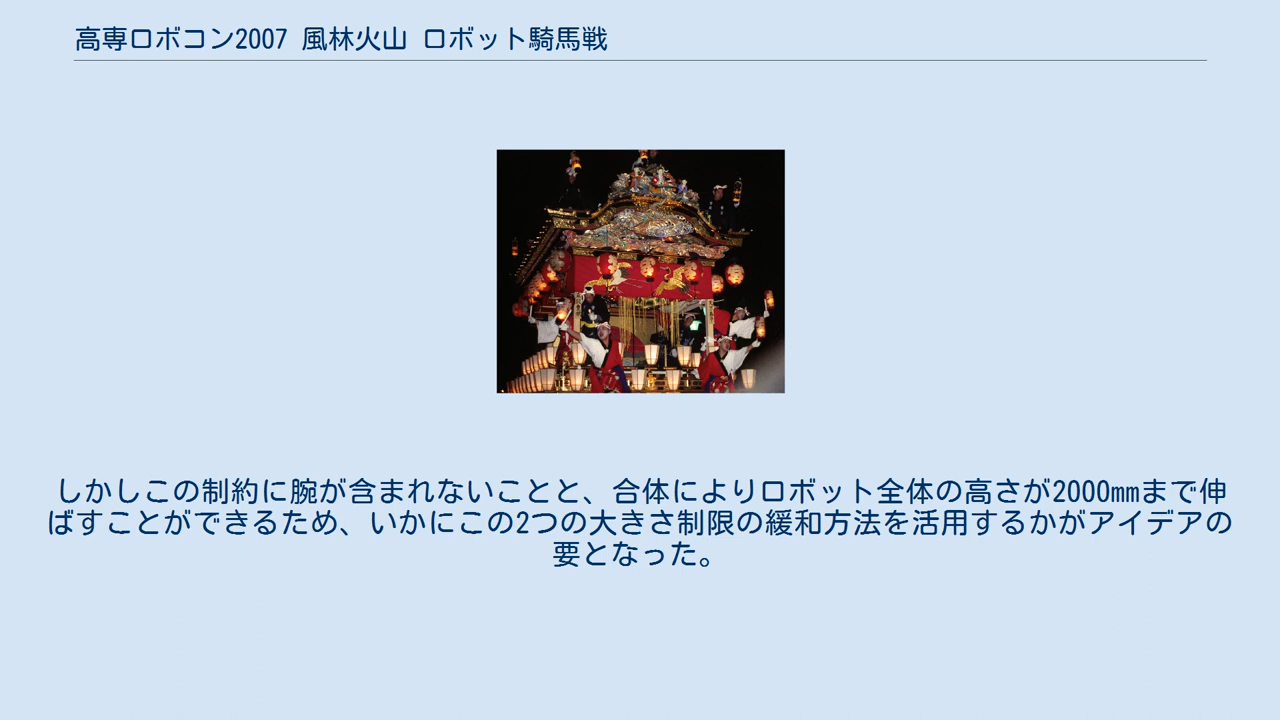 高専ロボコン2007 風林火山 ロボット騎馬戦
しかしこの制約に腕が含まれないことと、合体によりロボット全体の高さが2000㎜まで伸
ばすことができるため、いかにこの2つの大きさ制限の緩和方法を活用するかがアイデアの
要となった。